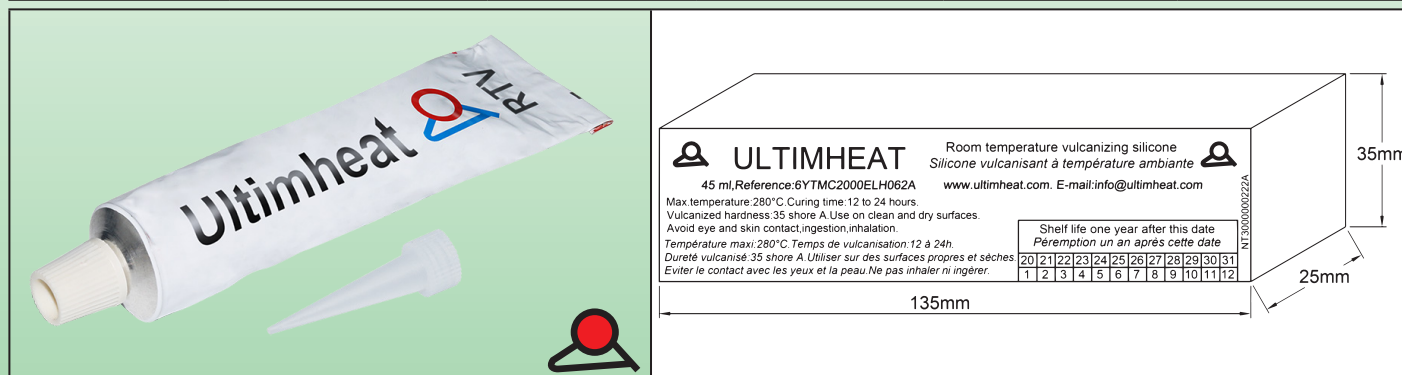 Ultimheat
RTV
ULTIMHEAT
Room temperature vulcanizing silicone
Silicone vulcanisant à température ambiante
45 ml,Reference:6YTMC2000ELH062A
www.ultimheat.com. E-mail:info@ultimheat.com
Max.temperature:280°C.Curing time:12 to 24 hours.
Vulcanized hardness:35 shore A.Use on clean and dry surfaces.
Avoid eye and skin contact,ingestion,inhalation.
Température maxi:280°C.Temps de vulcanisation:12 à 24h.
Dureté vulcanisé:35 shore A.Utiliser sur des surfaces propres et sèches.
Eviter le contact avec les yeux et la peau.Ne pas inhaler ni ingérer.
Shelf life one year after this date
Péremption un an après cette date
20 21 22 23 24 25 26 27 28 29 30 31
1 2 3 4 5 6 7 8 9 10 11 12
NT3000000222A
35mm
25mm
135mm